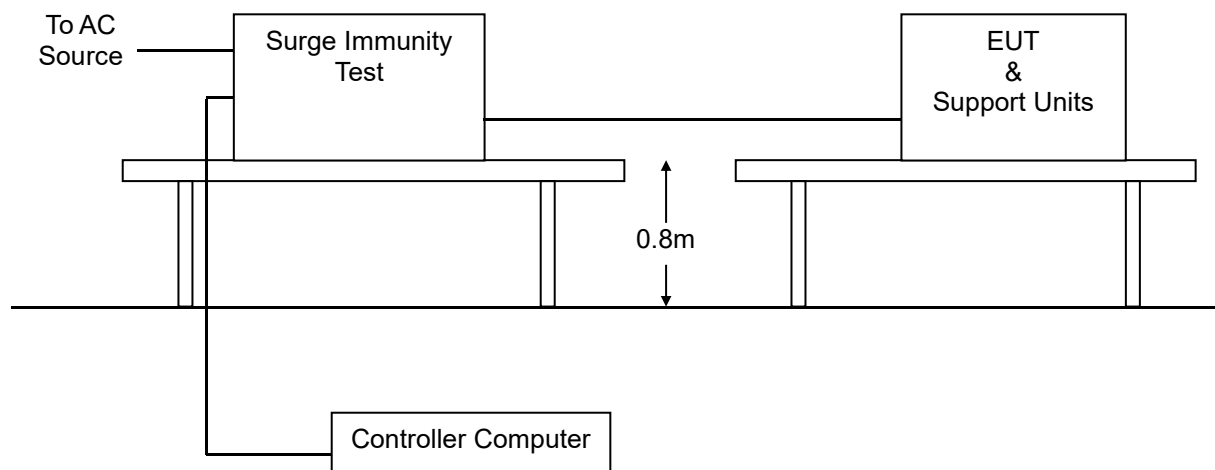 To AC
Source
Surge Immunity
Test
EUT
&
Support Units
0.8m
Controller Computer